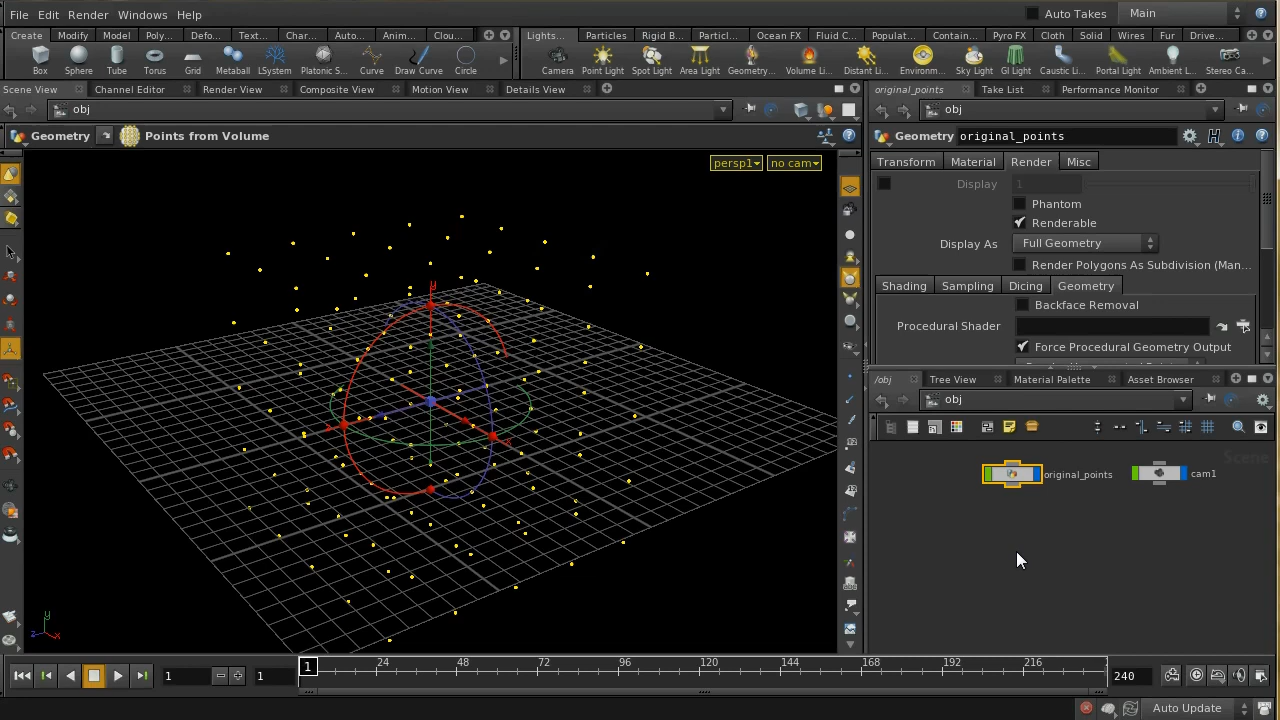 File Edit Render Windows Help Auto Takes Main
Create Modify Model Poly... Defo... Text... Char... Auto... Anim... Clou... Lights... Particles Rigid B... Particl... Ocean FX Fluid C... Populat... Contain... Pyro FX Cloth Solid Wires Fur Drive...
Box Sphere Tube Torus Grid Metaball LSystem Platonic S... Curve Draw Curve Circle Camera Point Light Spot Light Area Light Geometry... Volume Li... Distant Li... Environm... Sky Light GI Light Caustic Li... Portal Light Ambient L... Stereo Ca...
Scene View Channel Editor Render View Composite View Motion View Details View original_points Take List Performance Monitor
obj obj
Geometry Points from Volume Geometry original_points
persp1 no cam Transform Material Render Misc
Display 1
Phantom
Renderable
Display As Full Geometry
Render Polygons As Subdivision (Man...
Shading Sampling Dicing Geometry
Backface Removal
Procedural Shader
Force Procedural Geometry Output
/obj Tree View Material Palette Asset Browser
obj
Scene
original_points cam1
y
x
y
z x
1 1 1 24 48 72 96 120 144 168 192 216 240
Auto Update